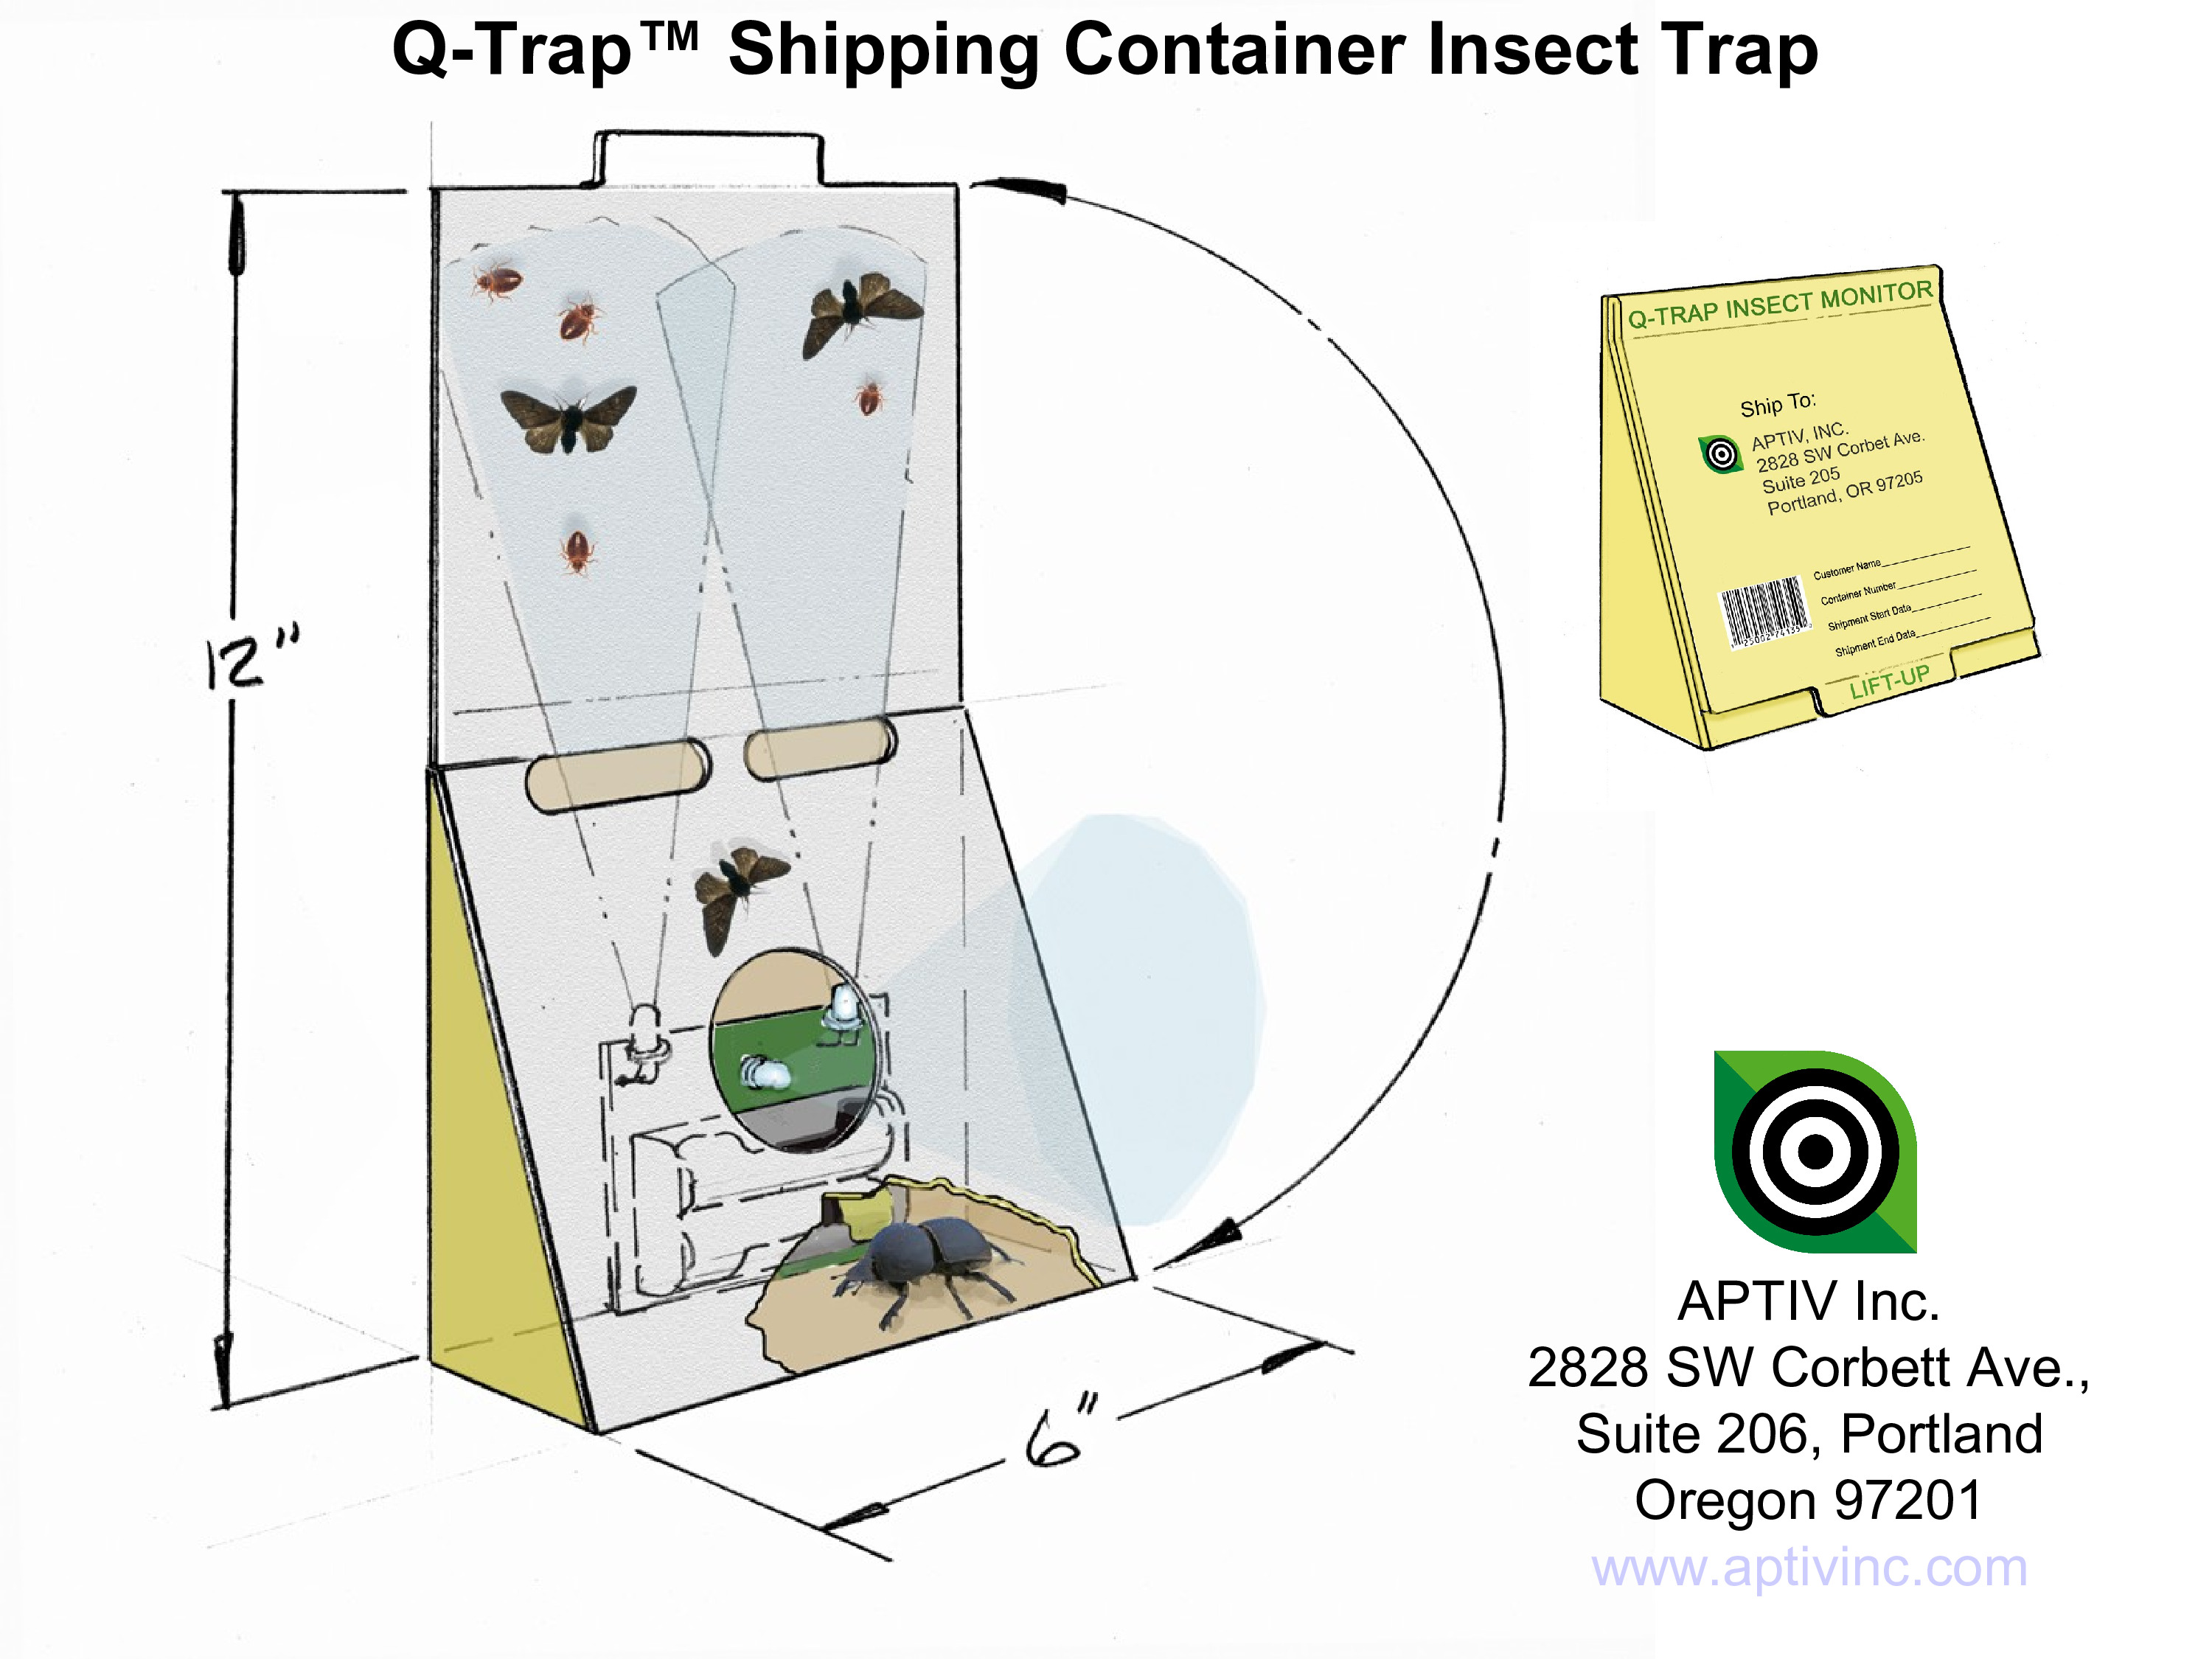 Q-Trap™ Shipping Container Insect Trap
12"
6"
Q-TRAP INSECT MONITOR
Ship To:
APTIV, INC.
2828 SW Corbet Ave.
Suite 205
Portland, OR 97205
Customer Name
Container Number
Shipment Start Data
Shipment End Data
LIFT-UP
APTIV Inc.
2828 SW Corbett Ave.,
Suite 206, Portland
Oregon 97201
www.aptivinc.com